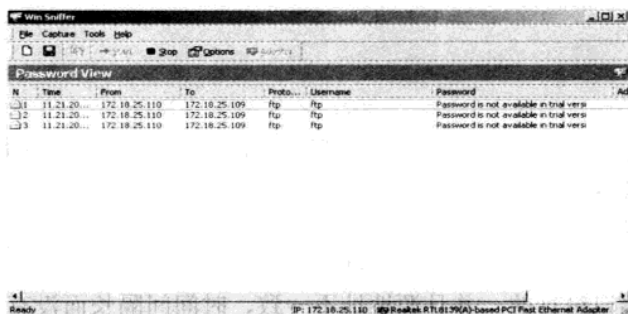 Win Sniffer
File Capture Tools Help
Start Stop Options Adapter
Password View
N Time From To Proto... Username Password Ad
1 11.21.20... 172.18.25.110 172.18.25.109 ftp ftp Password is not available in trial versi
2 11.21.20... 172.18.25.110 172.18.25.109 ftp ftp Password is not available in trial versi
3 11.21.20... 172.18.25.110 172.18.25.109 ftp ftp Password is not available in trial versi
Ready IP: 172.18.25.110 Realtek RTL8139(A)-based PCI Fast Ethernet Adapter